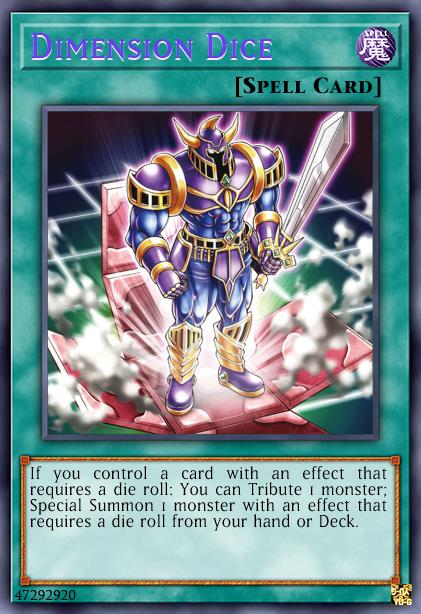 Dimension Dice
SPELL
魔
[Spell Card]
If you control a card with an effect that
requires a die roll: You can Tribute 1 monster;
Special Summon 1 monster with an effect that
requires a die roll from your hand or Deck.
47292920